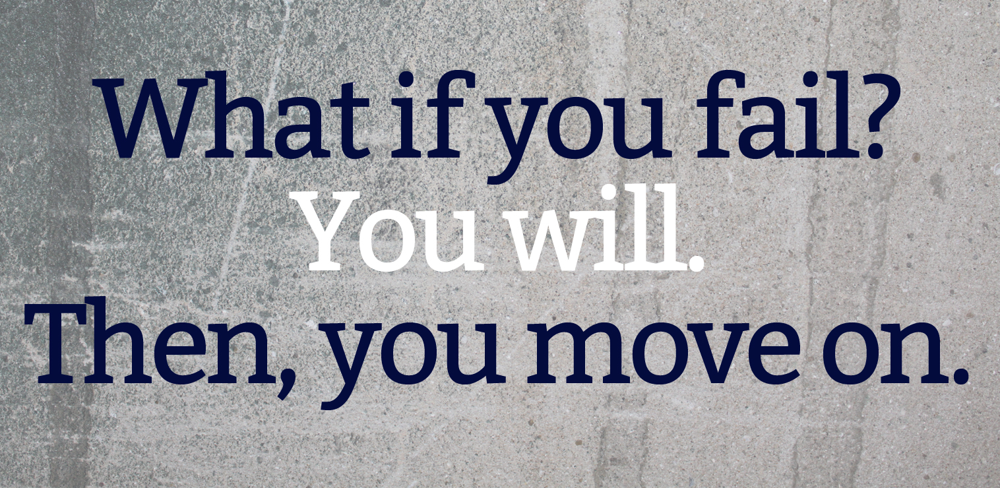 What if you fail?
You will.
Then, you move on.